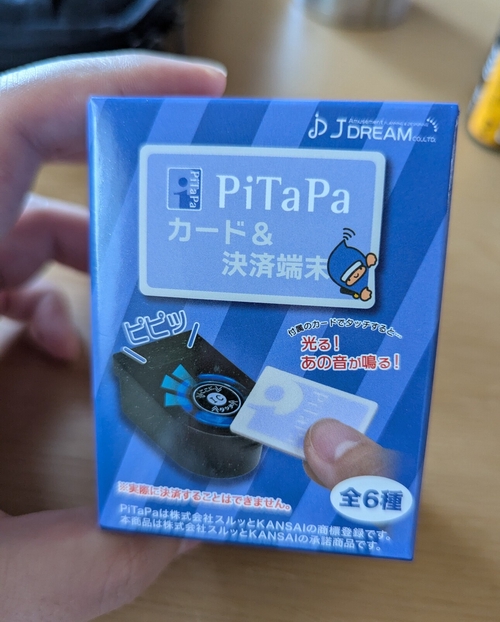 Amusement
J DREAM CO.,LTD.
PiTaPa
PiTaPa
カード&
決済端末
ピピッ
付属のカードでタッチすると…
光る!
あの音が鳴る!
PiTaPa
※実際に決済することはできません。
全6種
PiTaPaは株式会社スルッとKANSAIの商標登録です。
本商品は株式会社スルッとKANSAIの承諾商品です。